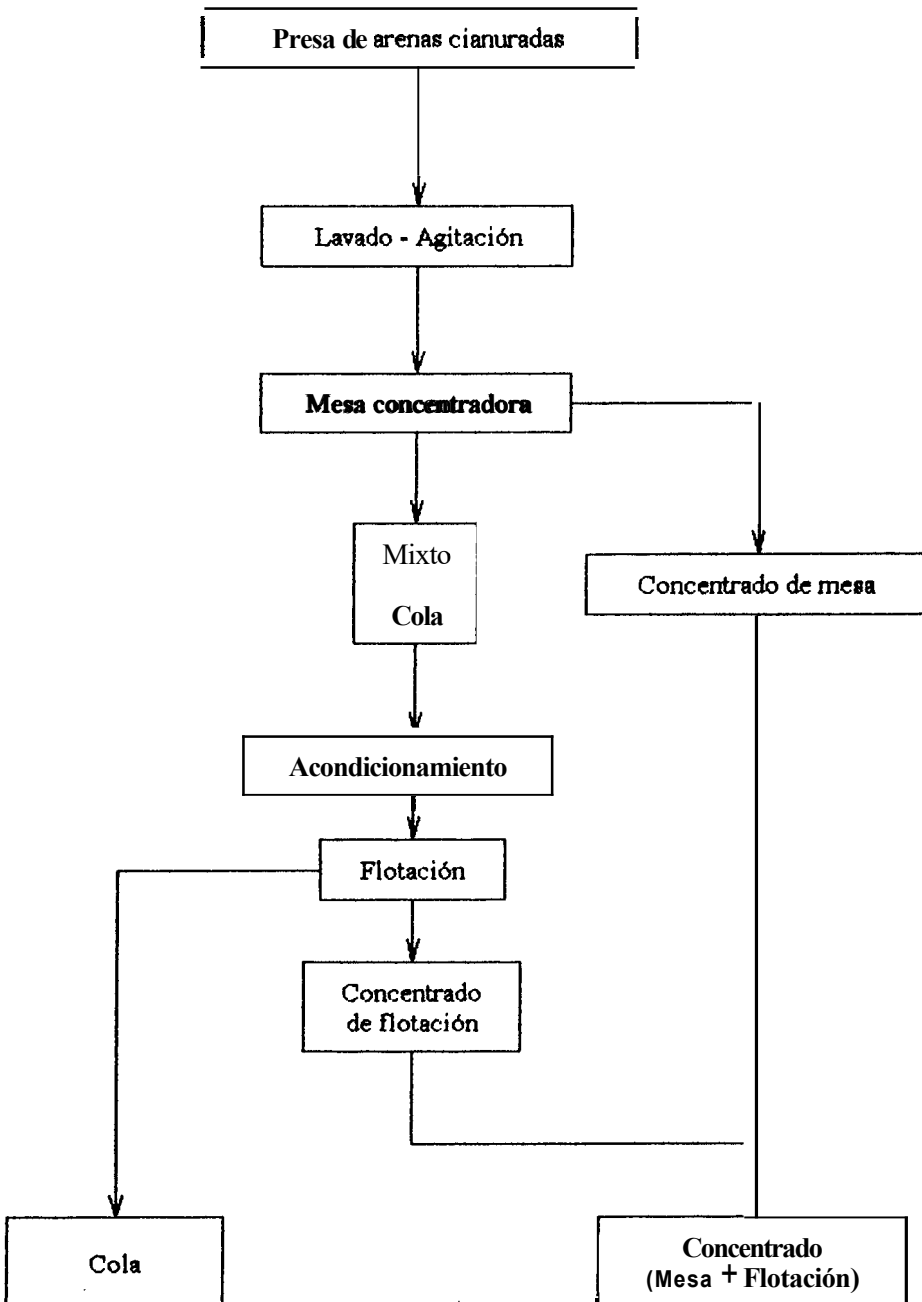 Presa de arenas cianuradas
Lavado - Agitación
Mesa concentradora
Mixto
Cola
Concentrado de mesa
Acondicionamiento
Flotación
Concentrado
de flotación
Cola
Concentrado
(Mesa + Flotación)